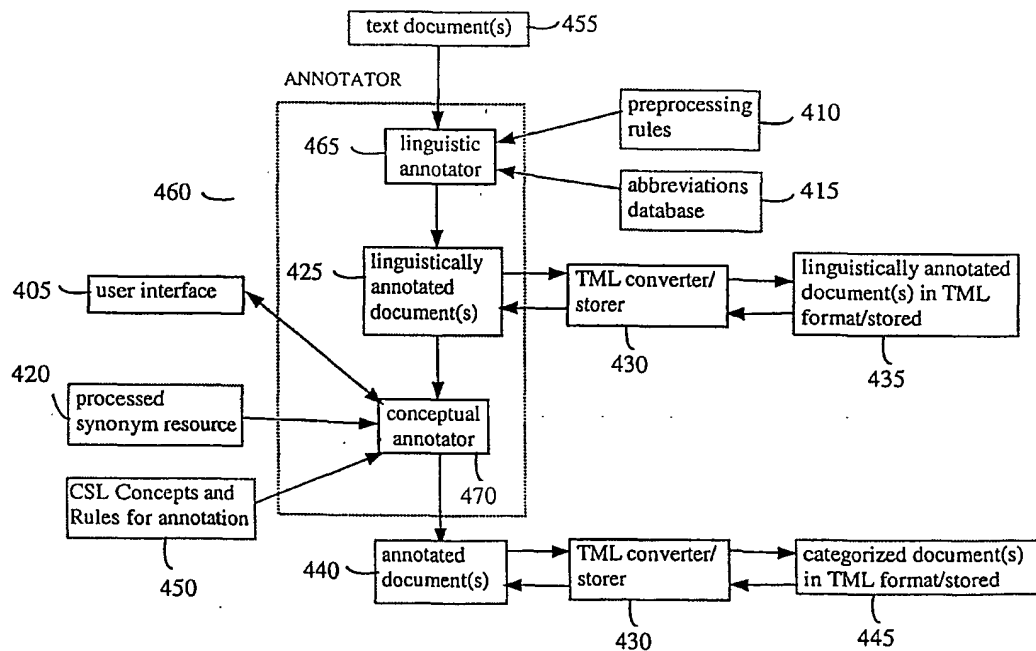 text document(s)
455
ANNOTATOR
preprocessing
rules
410
465
linguistic
annotator
460
abbreviations
database
415
425
linguistically
annotated
document(s)
TML converter/
storer
430
linguistically annotated
document(s) in TML
format/stored
435
405
user interface
420
processed
synonym resource
conceptual
annotator
470
CSL Concepts and
Rules for annotation
450
440
annotated
document(s)
TML converter/
storer
430
categorized document(s)
in TML format/stored
445